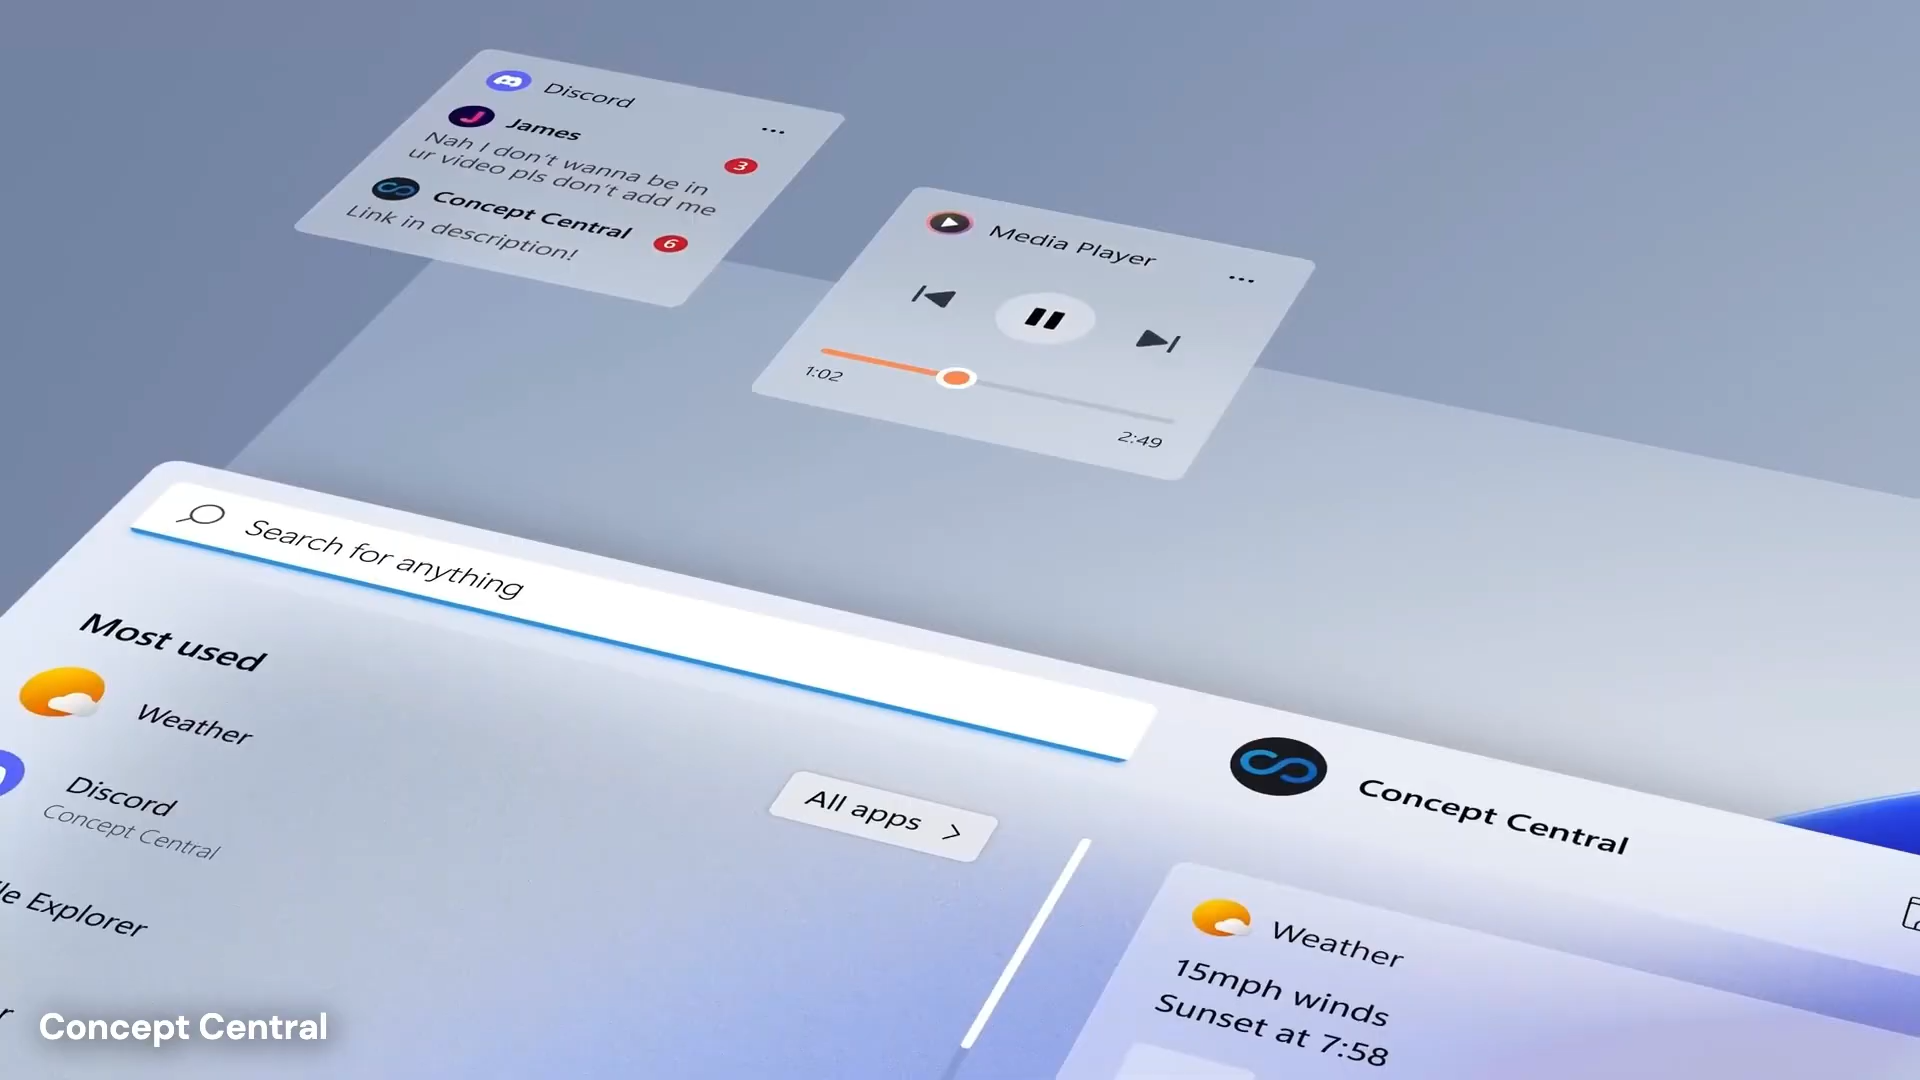 Discord
James
Nah I don't wanna be in
ur video pls don't add me
3
Concept Central
Link in description!
6
Media Player
1:02
2:49
Search for anything
Most used
Weather
Discord
Concept Central
Explorer
All apps
Concept Central
Weather
15mph winds
Sunset at 7:58
Concept Central